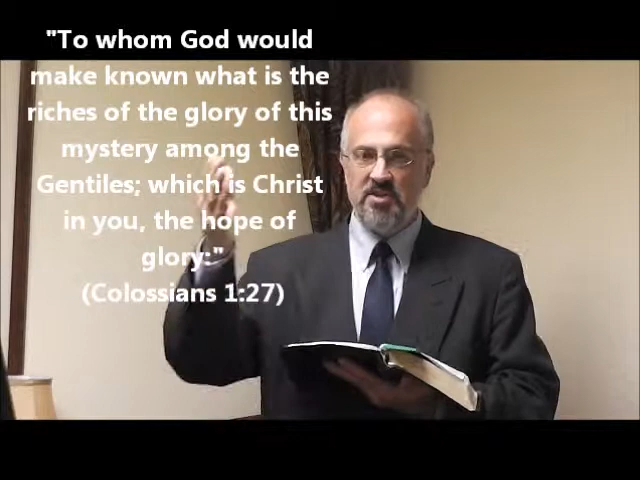 "To whom God would
make known what is the
riches of the glory of this
mystery among the
Gentiles; which is Christ
in you, the hope of
glory:"
(Colossians 1:27)